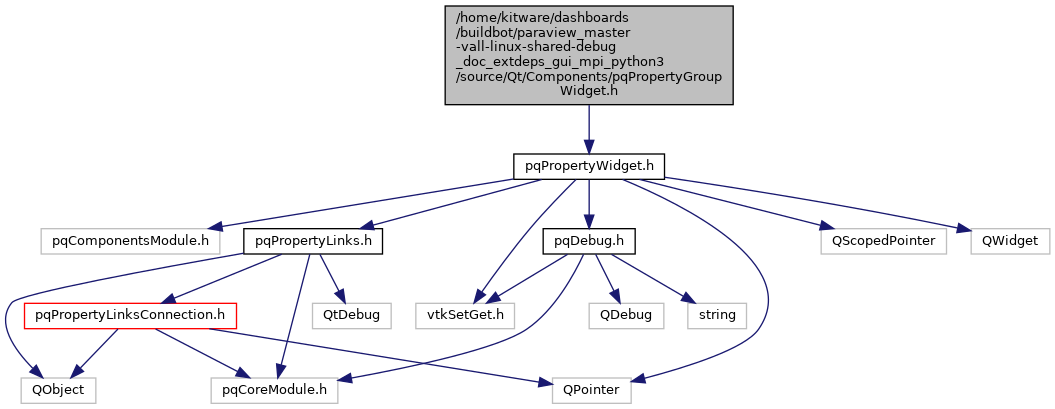 /home/kitware/dashboards
/buildbot/paraview_master
-vall-linux-shared-debug
_doc_extdeps_gui_mpi_python3
/source/Qt/Components/pqPropertyGroup
Widget.h
pqPropertyWidget.h
pqComponentsModule.h
pqPropertyLinks.h
pqDebug.h
QScopedPointer
QWidget
pqPropertyLinksConnection.h
QtDebug
vtkSetGet.h
QDebug
string
QObject
pqCoreModule.h
QPointer